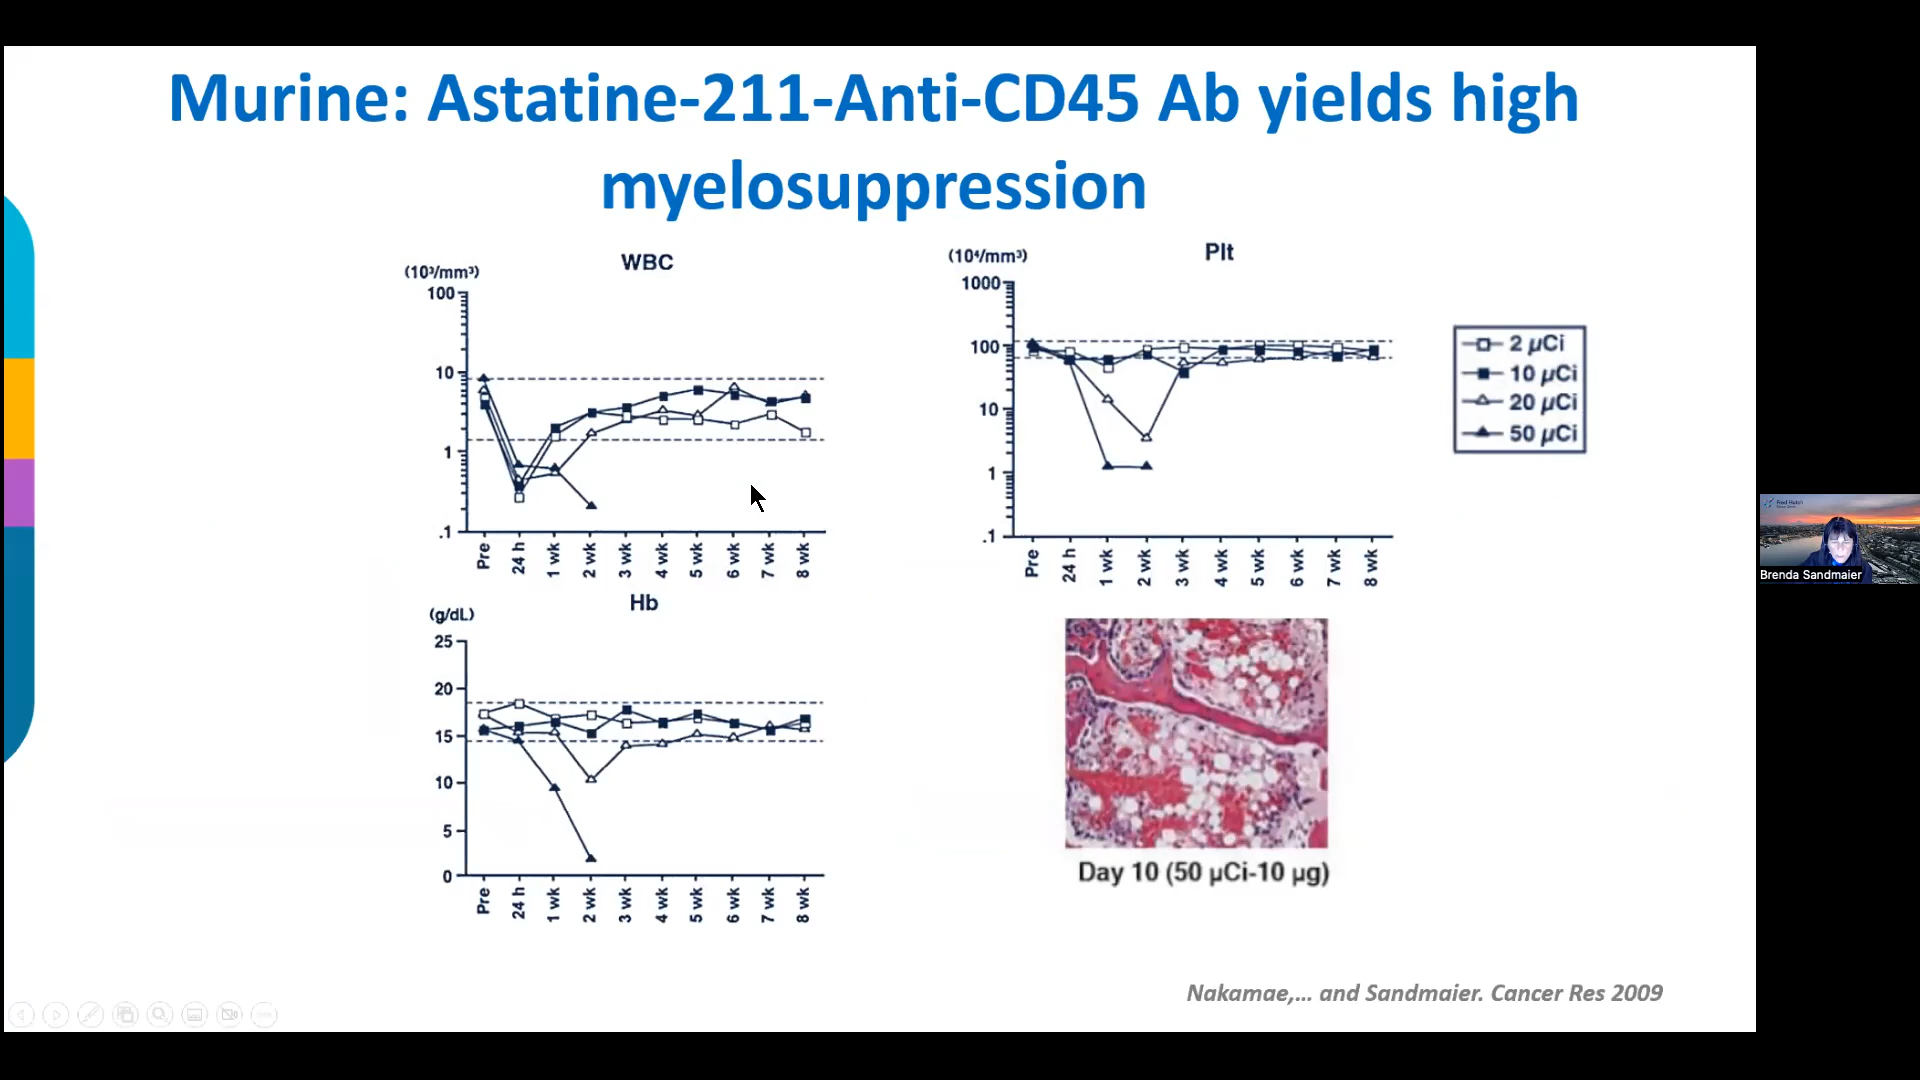 Murine: Astatine-211-Anti-CD45 Ab yields high
myelosuppression
WBC
(10³/mm³)
100
10
1
.1
Pre 24 h 1 wk 2 wk 3 wk 4 wk 5 wk 6 wk 7 wk 8 wk
Plt
(10⁴/mm³)
1000
100
10
1
.1
Pre 24 h 1 wk 2 wk 3 wk 4 wk 5 wk 6 wk 7 wk 8 wk
2 µCi
10 µCi
20 µCi
50 µCi
Hb
(g/dL)
25
20
15
10
5
0
Pre 24 h 1 wk 2 wk 3 wk 4 wk 5 wk 6 wk 7 wk 8 wk
Day 10 (50 µCi-10 µg)
Nakamae,... and Sandmaier. Cancer Res 2009
Fred Hutch
Brenda Sandmaier